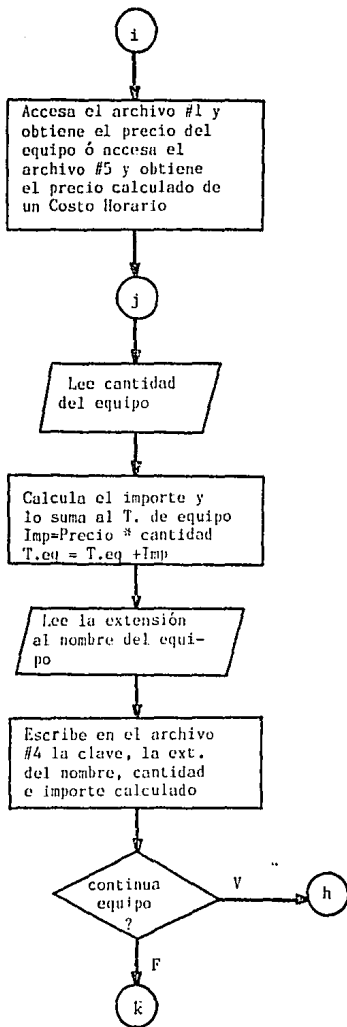 i
Accesa el archivo #1 y
obtiene el precio del
equipo ó accesa el
archivo #5 y obtiene
el precio calculado de
un Costo Horario
j
Lee cantidad
del equipo
Calcula el importe y
lo suma al T. de equipo
Imp=Precio * cantidad
T.eq = T.eq +Imp
Lee la extensión
al nombre del equi-
po
Escribe en el archivo
#4 la clave, la ext.
del nombre, cantidad
e importe calculado
continua
equipo
?
V
h
F
k